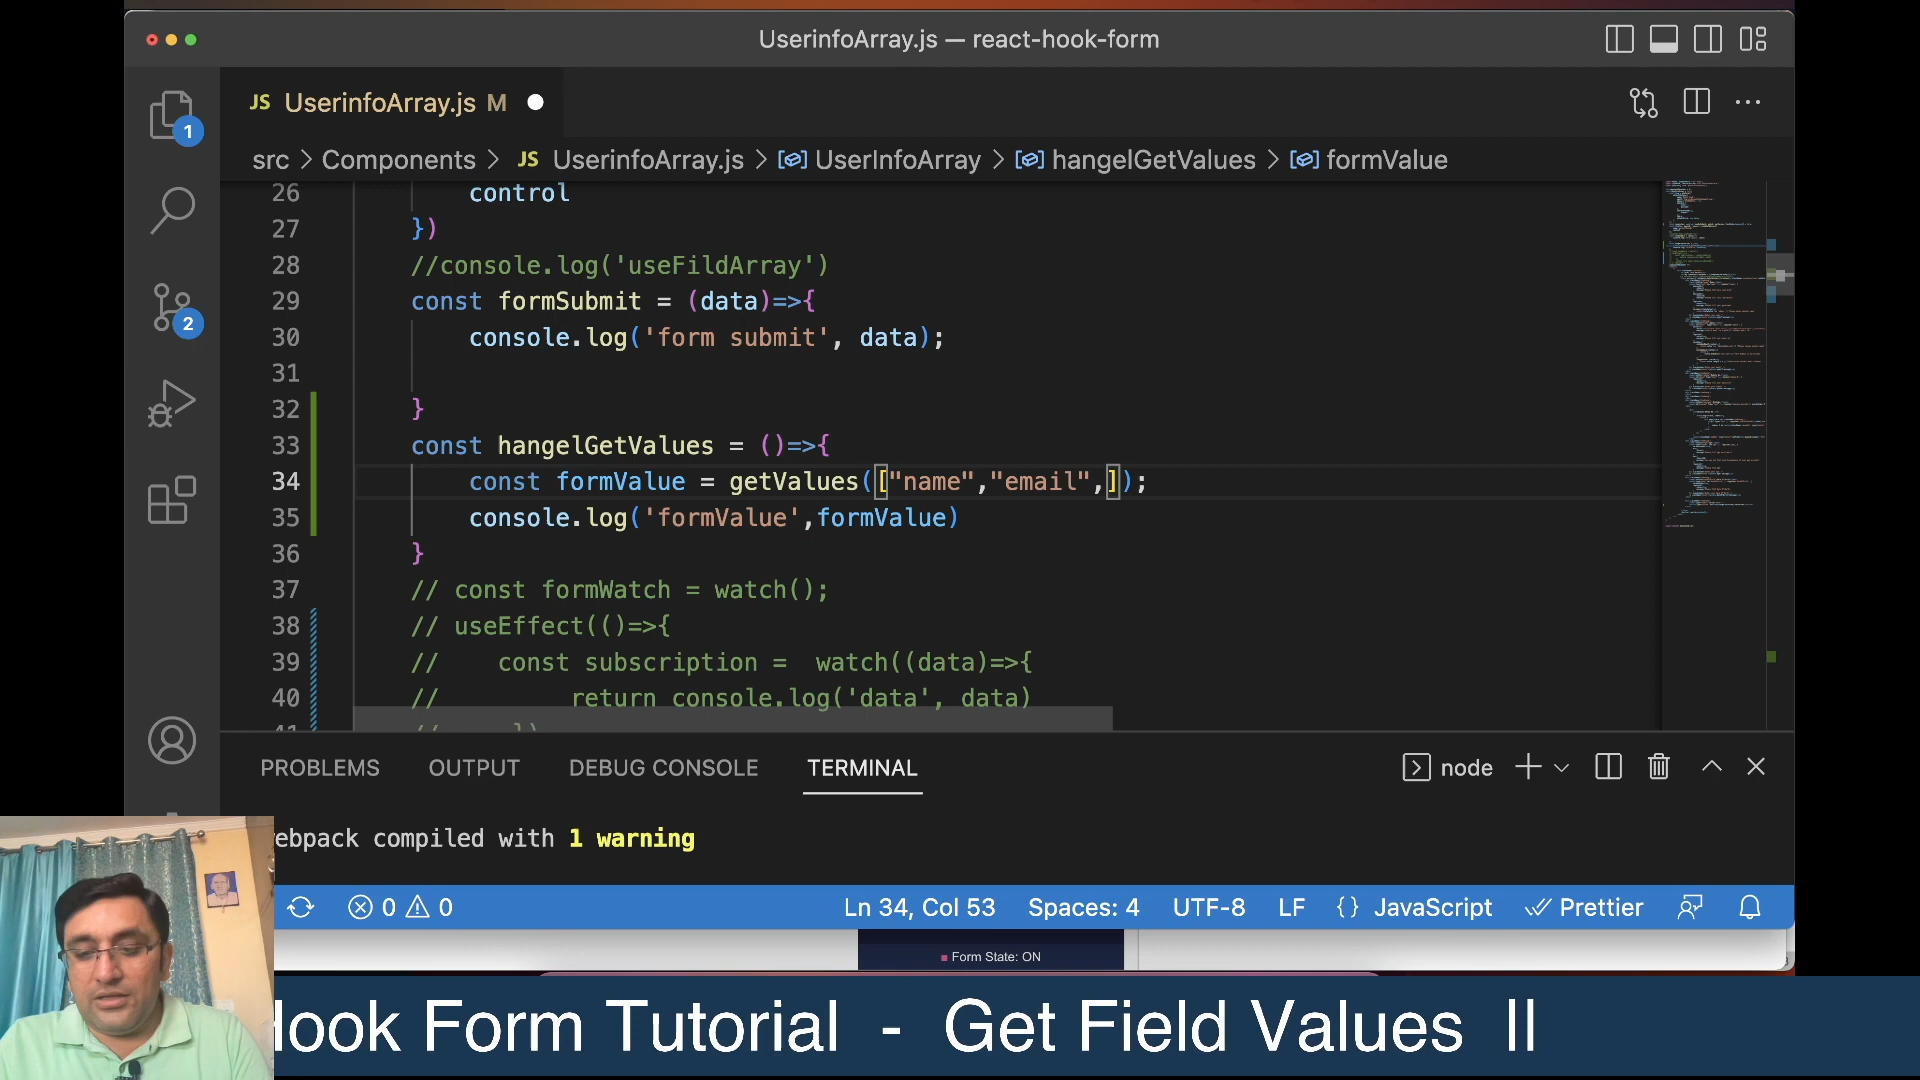 UserinfoArray.js — react-hook-form
JS UserinfoArray.js M
1
src > Components > JS UserinfoArray.js > UserInfoArray > hangelGetValues > formValue
26 control
27 })
28 //console.log('useFildArray')
29 const formSubmit = (data)=>{
30 console.log('form submit', data);
31
32 }
33 const hangelGetValues = ()=>{
34 const formValue = getValues(["name","email",]);
35 console.log('formValue',formValue)
36 }
37 // const formWatch = watch();
38 // useEffect(()=>{
39 // const subscription = watch((data)=>{
40 // return console.log('data', data)
41 // })
2
PROBLEMS OUTPUT DEBUG CONSOLE TERMINAL node
ebpack compiled with 1 warning
0 0 Ln 34, Col 53 Spaces: 4 UTF-8 LF {} JavaScript Prettier
Form State: ON
Hook Form Tutorial - Get Field Values II